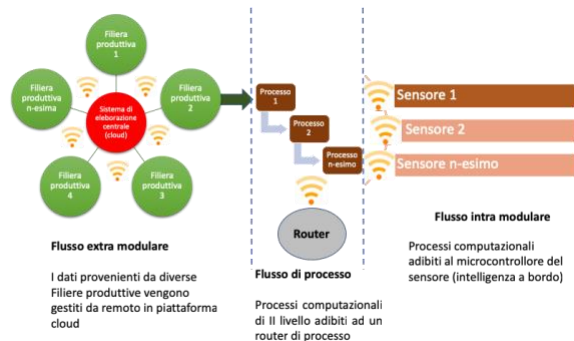 Filiera
produttiva
1
Filiera
produttiva
n-esima
Sistema di
elaborazione
centrale
(cloud)
Filiera
produttiva
2
Filiera
produttiva
4
Filiera
produttiva
3
Processo
1
Processo
2
Processo
n-esimo
Router
Sensore 1
Sensore 2
Sensore n-esimo
Flusso extra modulare
I dati provenienti da diverse
Filiere produttive vengono
gestiti da remoto in piattaforma
cloud
Flusso di processo
Processi computazionali
di II livello adibiti ad un
router di processo
Flusso intra modulare
Processi computazionali
adibiti al microcontrollore del
sensore (intelligenza a bordo)